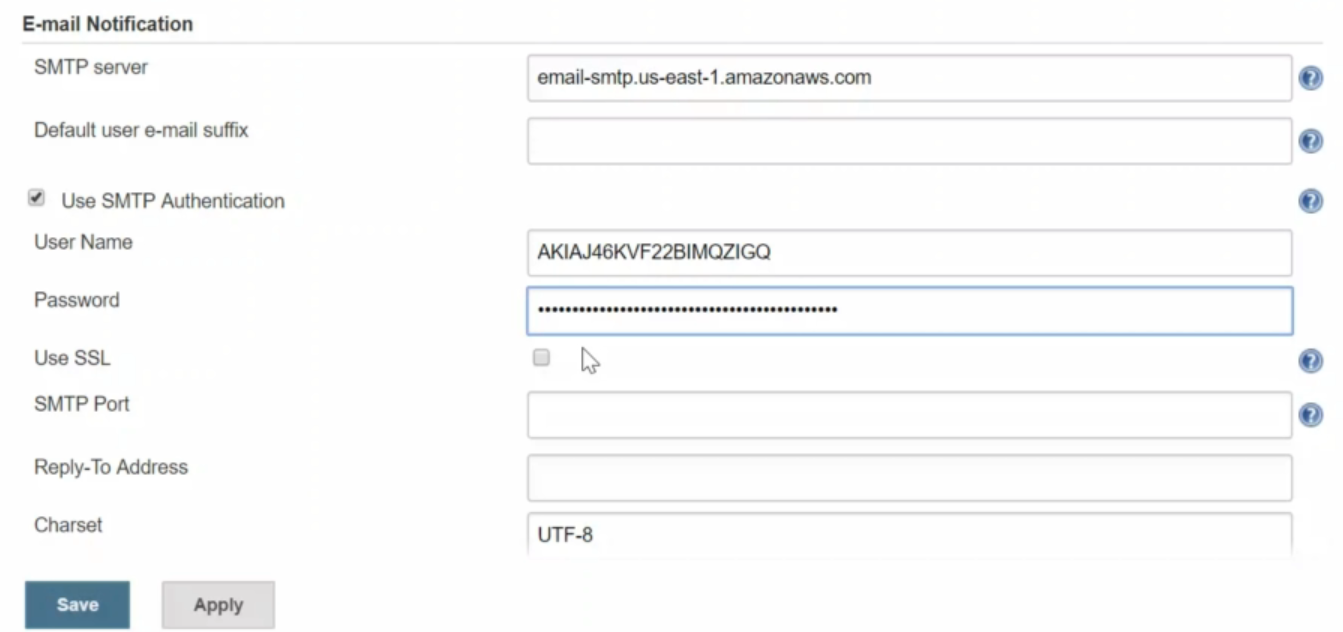 E-mail Notification
SMTP server
email-smtp.us-east-1.amazonaws.com
Default user e-mail suffix
Use SMTP Authentication
User Name
AKIAJ46KVF22BIMQZIGQ
Password
••••••••••••••••••••••••••••••••••••••••••••
Use SSL
SMTP Port
Reply-To Address
Charset
UTF-8
Save Apply